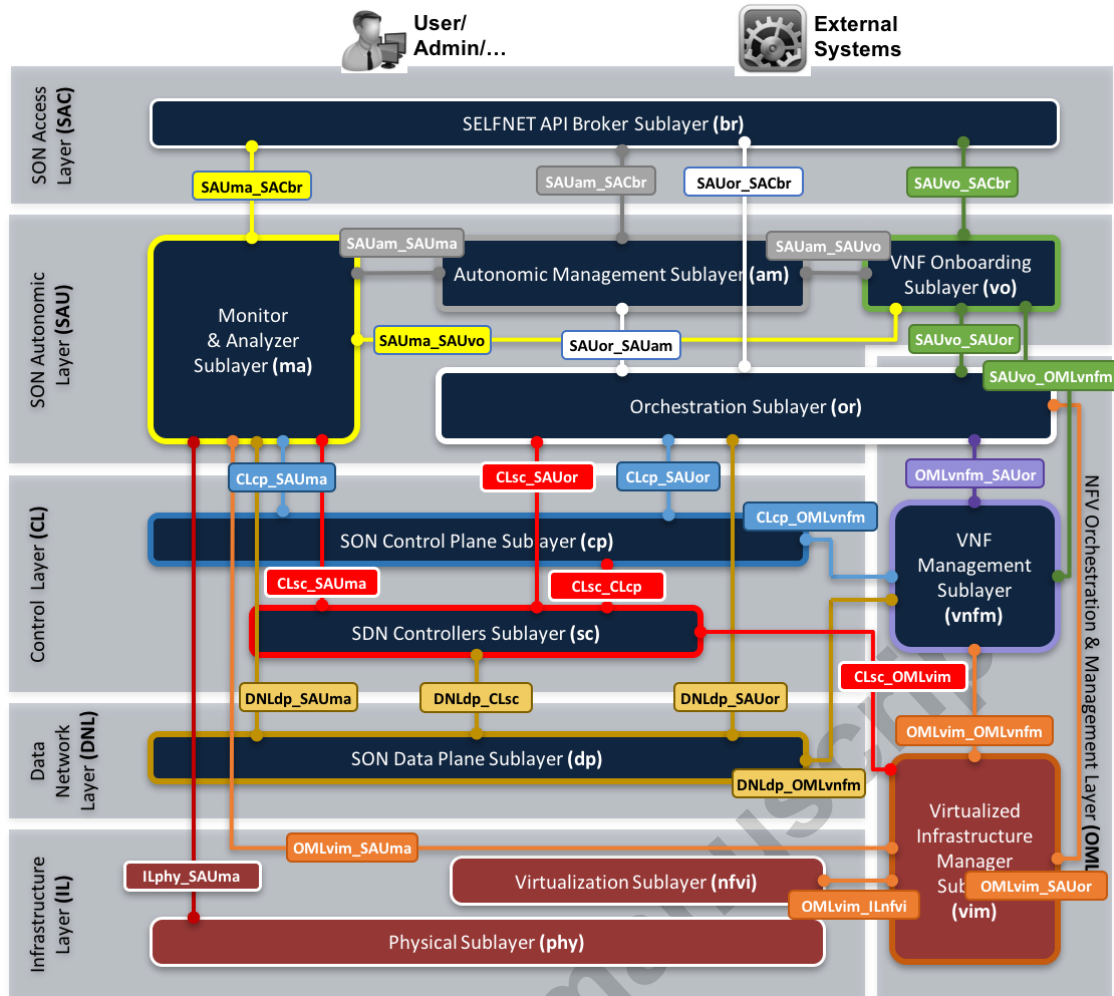 User/
Admin/...
External
Systems
SON Access
Layer (SAC)
SELFNET API Broker Sublayer (br)
SAUma_SACbr
SAUam_SACbr
SAUor_SACbr
SAUvo_SACbr
SON Autonomic
Layer (SAU)
SAUam_SAUma
SAUam_SAUvo
Monitor
& Analyzer
Sublayer (ma)
Autonomic Management Sublayer (am)
VNF Onboarding
Sublayer (vo)
SAUma_SAUvo
SAUor_SAUam
SAUvo_SAUor
SAUvo_OMLvnfm
Orchestration Sublayer (or)
CLcp_SAUma
CLsc_SAUor
CLcp_SAUor
OMLvnfm_SAUor
NFV Orchestration & Management Layer (OML
Control
Layer (CL)
CLcp_OMLvnfm
SON Control Plane Sublayer (cp)
VNF
Management
Sublayer
(vnfm)
CLsc_SAUma
CLsc_CLcp
SDN Controllers Sublayer (sc)
CLsc_OMLvim
DNLdp_SAUma
DNLdp_CLsc
DNLdp_SAUor
OMLvim_OMLvnfm
Data
Network
Layer (DNL)
SON Data Plane Sublayer (dp)
DNLdp_OMLvnfm
Virtualized
Infrastructure
Manager
Sub
(vim)
OMLvim_SAUma
OMLvim_SAUor
Infrastructure
Layer (IL)
ILphy_SAUma
Virtualization Sublayer (nfvi)
OMLvim_ILnfvi
Physical Sublayer (phy)